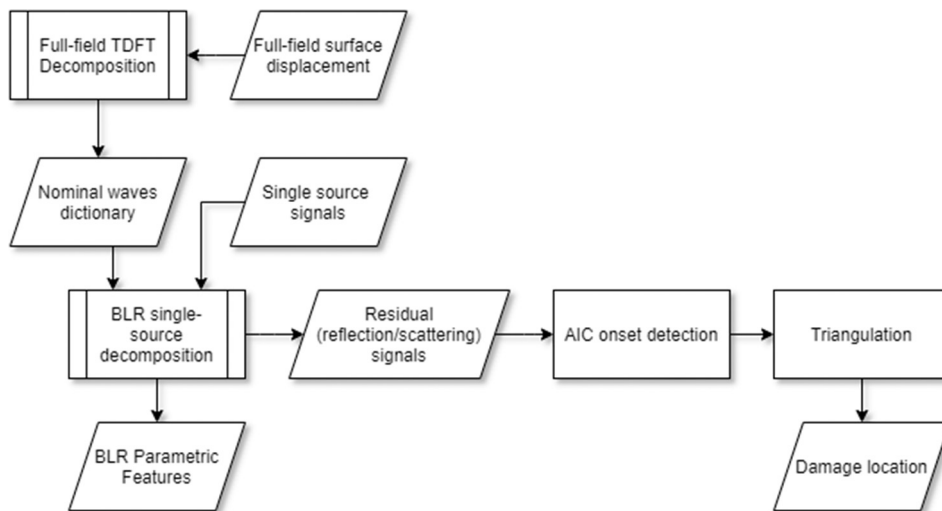 Full-field TDFT
Decomposition
Full-field surface
displacement
Nominal waves
dictionary
Single source
signals
BLR single-
source
decomposition
Residual
(reflection/scattering)
signals
AIC onset detection
Triangulation
BLR Parametric
Features
Damage location